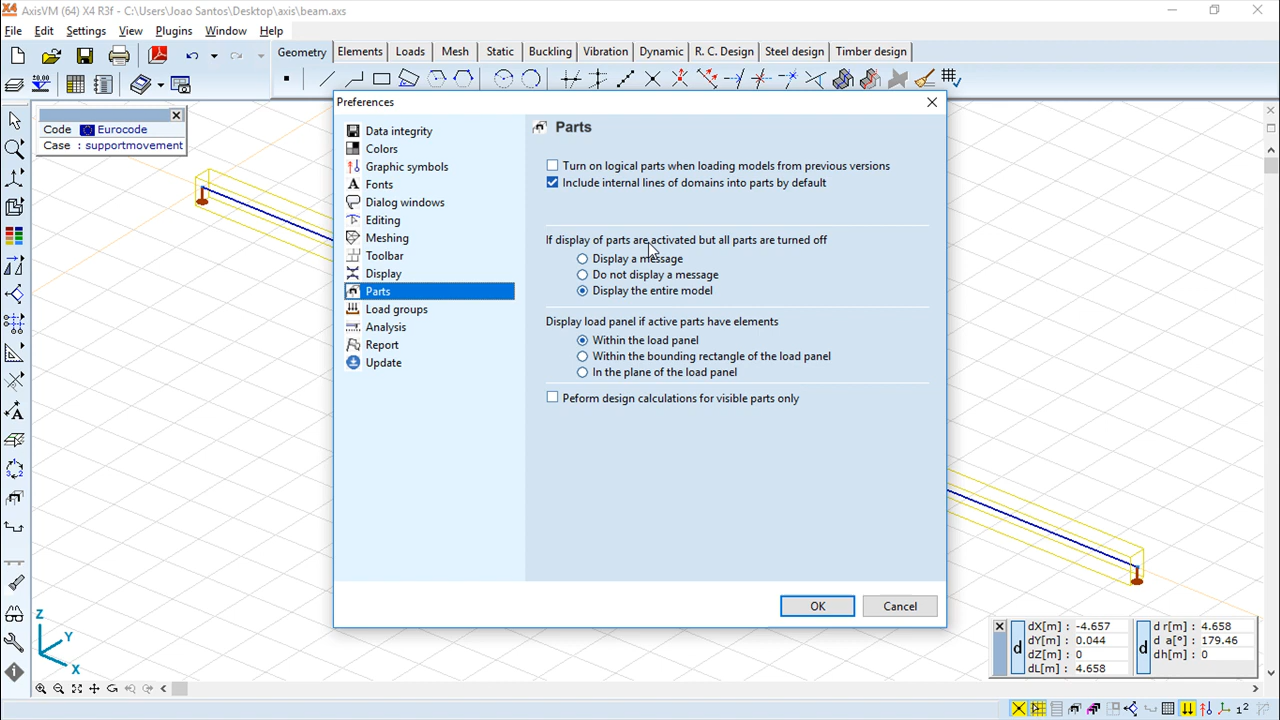 AxisVM (64) X4 R3f - C:\Users\Joao Santos\Desktop\axis\beam.axs
File Edit Settings View Plugins Window Help
Geometry Elements Loads Mesh Static Buckling Vibration Dynamic R. C. Design Steel design Timber design
Code Eurocode
Case : supportmovement
Preferences
Data integrity
Colors
Graphic symbols
Fonts
Dialog windows
Editing
Meshing
Toolbar
Display
Parts
Load groups
Analysis
Report
Update
Parts
Turn on logical parts when loading models from previous versions
Include internal lines of domains into parts by default
If display of parts are activated but all parts are turned off
Display a message
Do not display a message
Display the entire model
Display load panel if active parts have elements
Within the load panel
Within the bounding rectangle of the load panel
In the plane of the load panel
Peform design calculations for visible parts only
OK Cancel
Z
Y
X
d
dX[m] : -4.657
dY[m] : 0.044
dZ[m] : 0
dL[m] : 4.658
d
d r[m] : 4.658
d a[°] : 179.46
dh[m] : 0